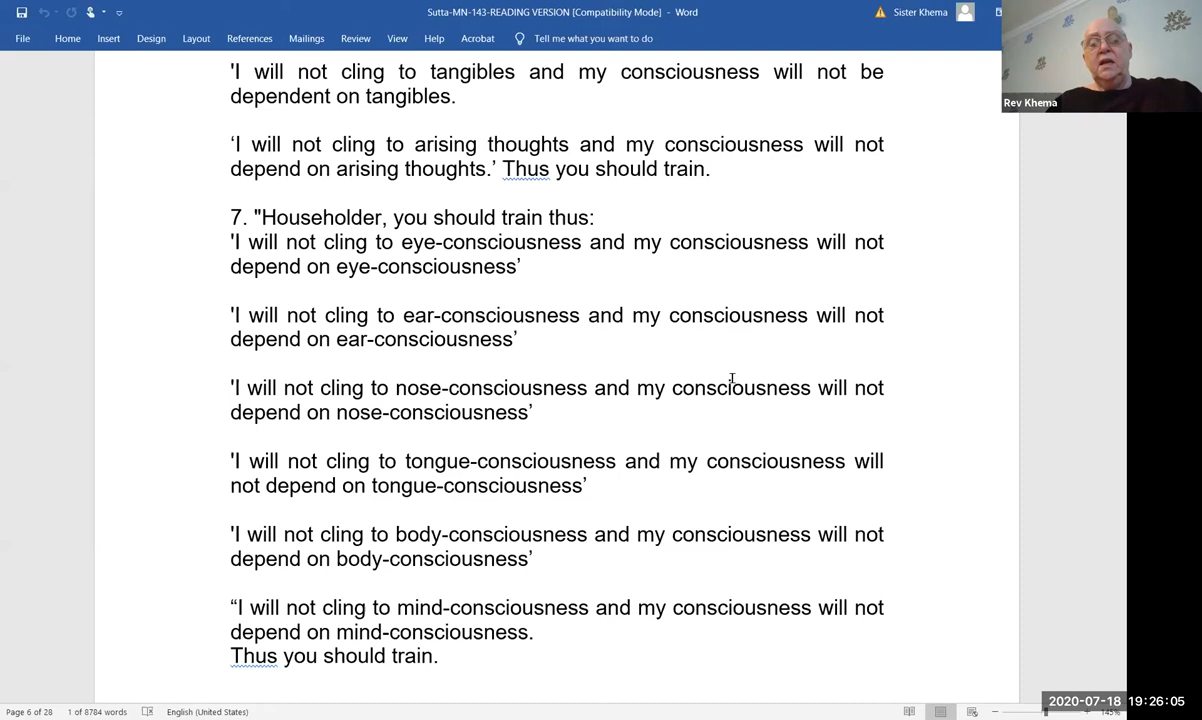 Sutta-MN-143-READING VERSION [Compatibility Mode] - Word
Sister Khema
File Home Insert Design Layout References Mailings Review View Help Acrobat Tell me what you want to do
Rev Khema
'I will not cling to tangibles and my consciousness will not be
dependent on tangibles.
‘I will not cling to arising thoughts and my consciousness will not
depend on arising thoughts.’ Thus you should train.
7. "Householder, you should train thus:
'I will not cling to eye-consciousness and my consciousness will not
depend on eye-consciousness’
'I will not cling to ear-consciousness and my consciousness will not
depend on ear-consciousness’
'I will not cling to nose-consciousness and my consciousness will not
depend on nose-consciousness’
'I will not cling to tongue-consciousness and my consciousness will
not depend on tongue-consciousness’
'I will not cling to body-consciousness and my consciousness will not
depend on body-consciousness’
“I will not cling to mind-consciousness and my consciousness will not
depend on mind-consciousness.
Thus you should train.
Page 6 of 28 1 of 8784 words English (United States) 145%
2020-07-18 19:26:05